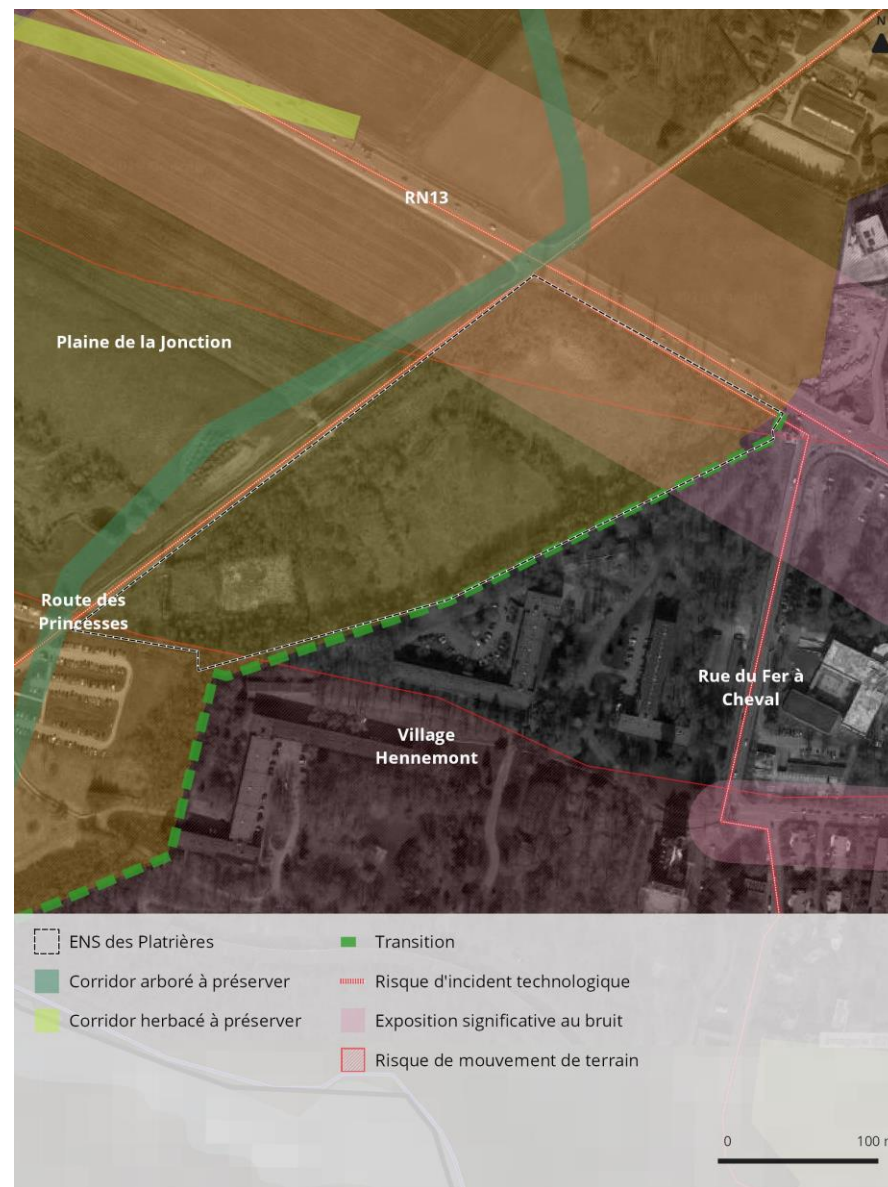 N
RN13
Plaine de la Jonction
Route des
Princesses
Rue du Fer à
Cheval
Village
Hennemont
ENS des Platrières
Corridor arboré à préserver
Corridor herbacé à préserver
Transition
Risque d'incident technologique
Exposition significative au bruit
Risque de mouvement de terrain
0
100 m